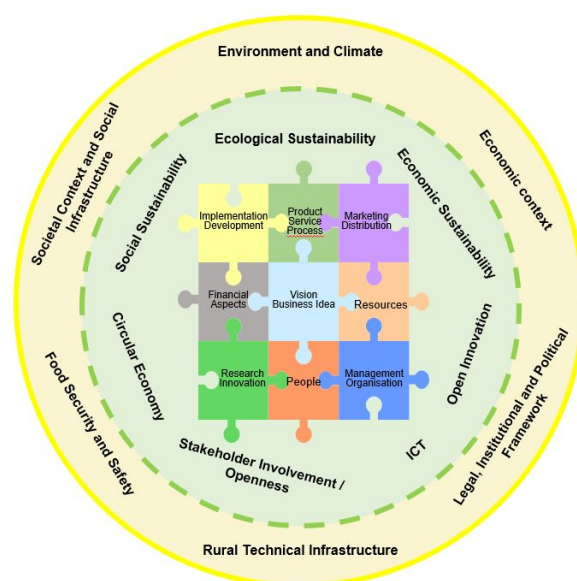 Environment and Climate
Societal Context and Social
Infrastructure
Economic context
Ecological Sustainability
Social Sustainability
Economic Sustainability
Implementation
Development
Product
Service
Process
Marketing
Distribution
Financial
Aspects
Vision
Business Idea
Resources
Research
Innovation
People
Management
Organisation
Circular Economy
Open Innovation
Stakeholder Involvement /
Openness
ICT
Food Security and Safety
Legal, Institutional and Political
Framework
Rural Technical Infrastructure